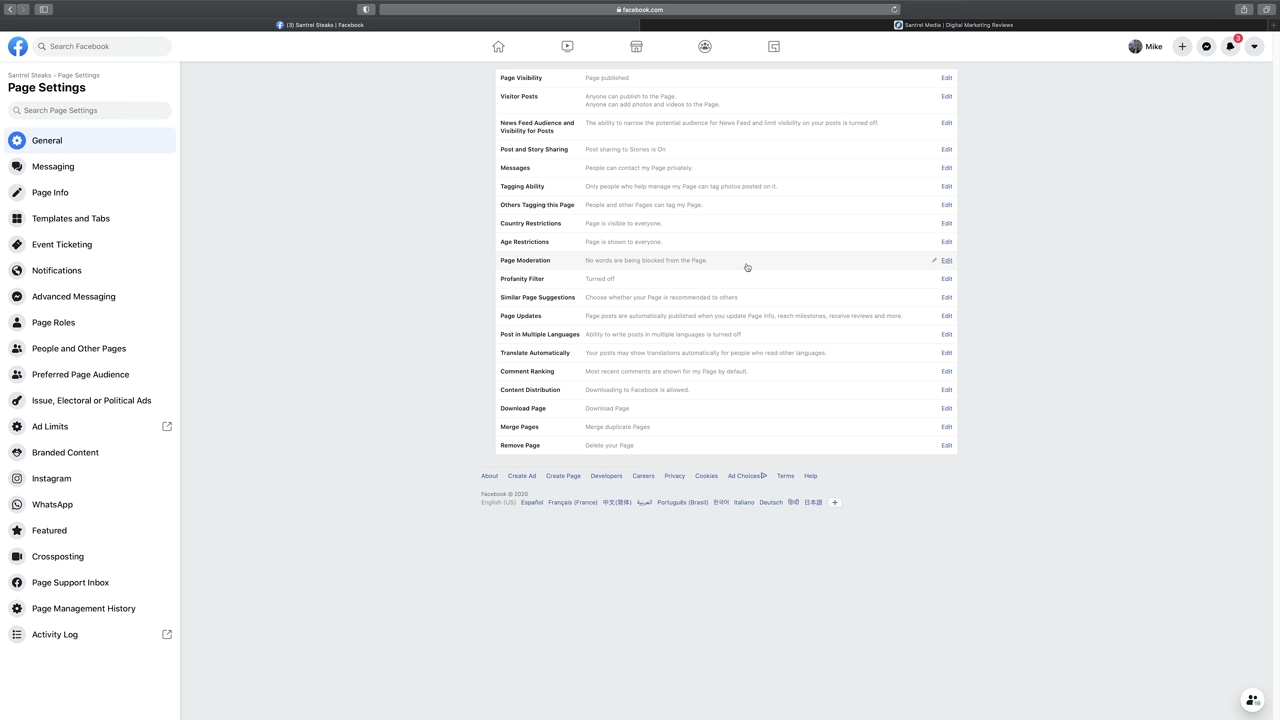 facebook.com
(3) Santrel Steaks | Facebook
Santrel Media | Digital Marketing Reviews
Search Facebook
Mike
3
Santrel Steaks › Page Settings
Page Settings
Search Page Settings
General
Messaging
Page Info
Templates and Tabs
Event Ticketing
Notifications
Advanced Messaging
Page Roles
People and Other Pages
Preferred Page Audience
Issue, Electoral or Political Ads
Ad Limits
Branded Content
Instagram
WhatsApp
Featured
Crossposting
Page Support Inbox
Page Management History
Activity Log
Page Visibility Page published Edit
Visitor Posts Anyone can publish to the Page. Edit
Anyone can add photos and videos to the Page.
News Feed Audience and The ability to narrow the potential audience for News Feed and limit visibility on your posts is turned off. Edit
Visibility for Posts
Post and Story Sharing Post sharing to Stories is On Edit
Messages People can contact my Page privately. Edit
Tagging Ability Only people who help manage my Page can tag photos posted on it. Edit
Others Tagging this Page People and other Pages can tag my Page. Edit
Country Restrictions Page is visible to everyone. Edit
Age Restrictions Page is shown to everyone. Edit
Page Moderation No words are being blocked from the Page. Edit
Profanity Filter Turned off Edit
Similar Page Suggestions Choose whether your Page is recommended to others Edit
Page Updates Page posts are automatically published when you update Page info, reach milestones, receive reviews and more. Edit
Post in Multiple Languages Ability to write posts in multiple languages is turned off Edit
Translate Automatically Your posts may show translations automatically for people who read other languages. Edit
Comment Ranking Most recent comments are shown for my Page by default. Edit
Content Distribution Downloading to Facebook is allowed. Edit
Download Page Download Page Edit
Merge Pages Merge duplicate Pages Edit
Remove Page Delete your Page Edit
About Create Ad Create Page Developers Careers Privacy Cookies Ad Choices Terms Help
Facebook © 2020
English (US) Español Français (France) 中文(简体) العربية Português (Brasil) 한국어 Italiano Deutsch हिन्दी 日本語 +